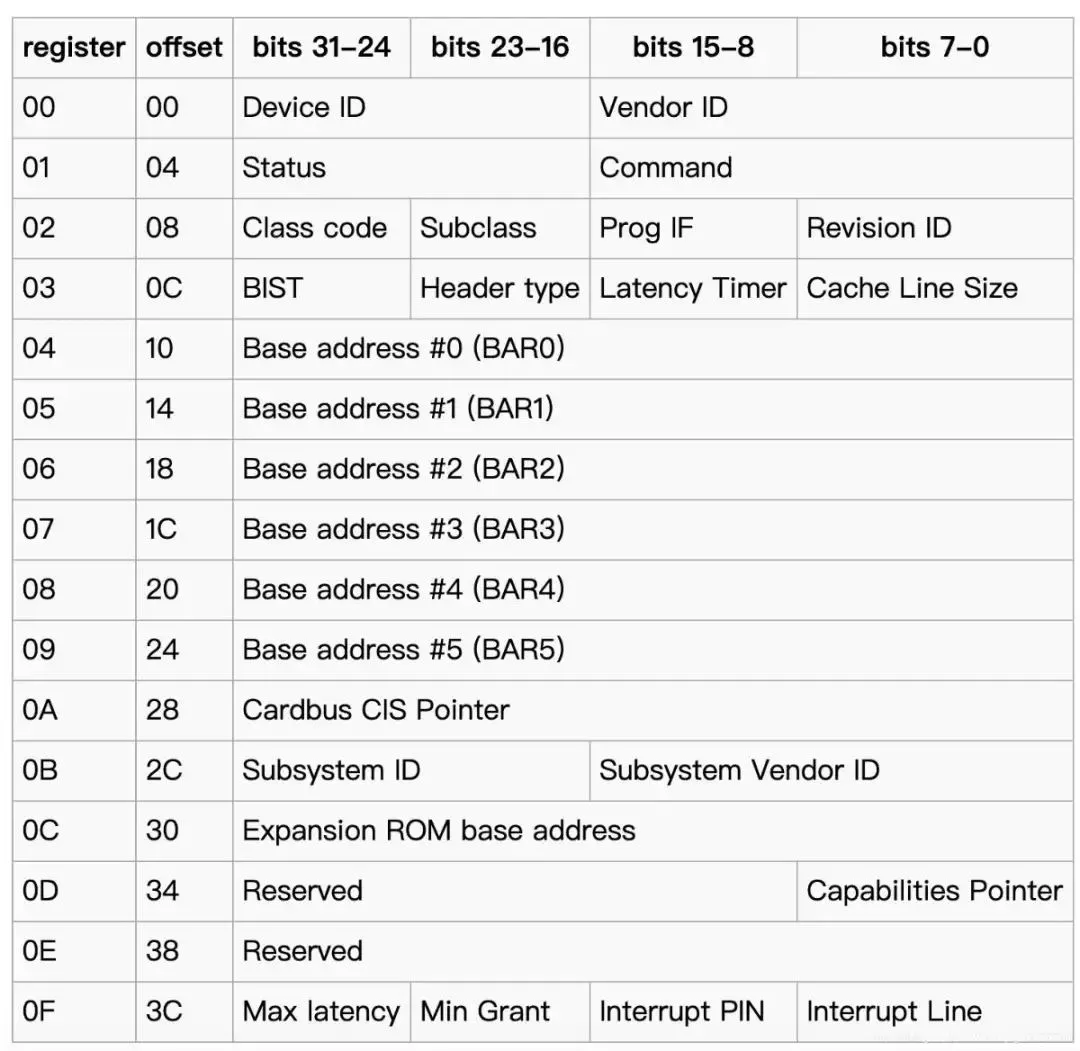 register offset bits 31–24 bits 23–16 bits 15–8 bits 7–0
00 00 Device ID Vendor ID
01 04 Status Command
02 08 Class code Subclass Prog IF Revision ID
03 0C BIST Header type Latency Timer Cache Line Size
04 10 Base address #0 (BAR0)
05 14 Base address #1 (BAR1)
06 18 Base address #2 (BAR2)
07 1C Base address #3 (BAR3)
08 20 Base address #4 (BAR4)
09 24 Base address #5 (BAR5)
0A 28 Cardbus CIS Pointer
0B 2C Subsystem ID Subsystem Vendor ID
0C 30 Expansion ROM base address
0D 34 Reserved Capabilities Pointer
0E 38 Reserved
0F 3C Max latency Min Grant Interrupt PIN Interrupt Line